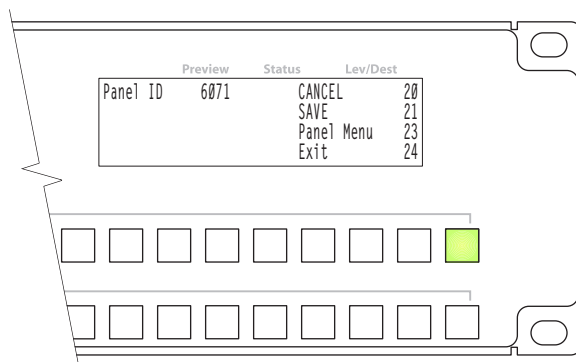 Preview Status Lev/Dest
Panel ID 6071 CANCEL 20
SAVE 21
Panel Menu 23
Exit 24